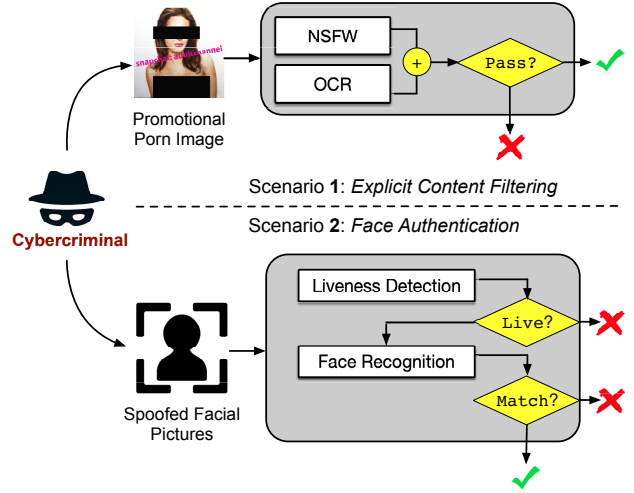 NSFW
OCR
+
Pass?
Promotional
Porn Image
Scenario 1: Explicit Content Filtering
Cybercriminal
Scenario 2: Face Authentication
Liveness Detection
Live?
Face Recognition
Match?
Spoofed Facial
Pictures